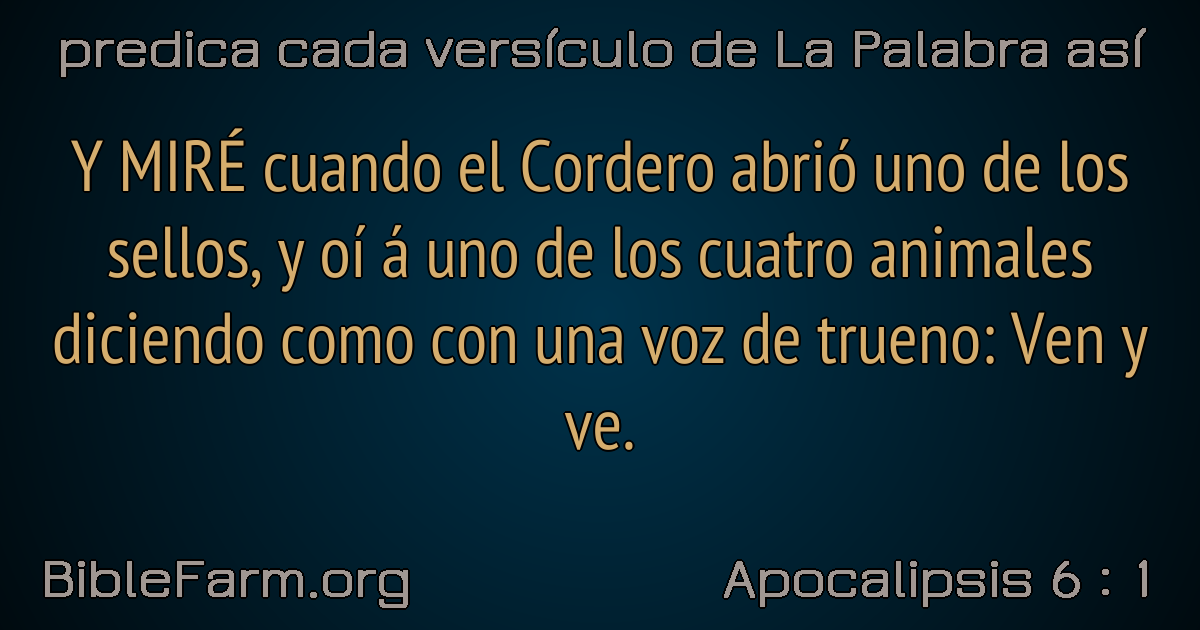 predica cada versículo de La Palabra así
Y MIRÉ cuando el Cordero abrió uno de los
sellos, y oí á uno de los cuatro animales
diciendo como con una voz de trueno: Ven y
ve.
BibleFarm.org
Apocalipsis 6 : 1